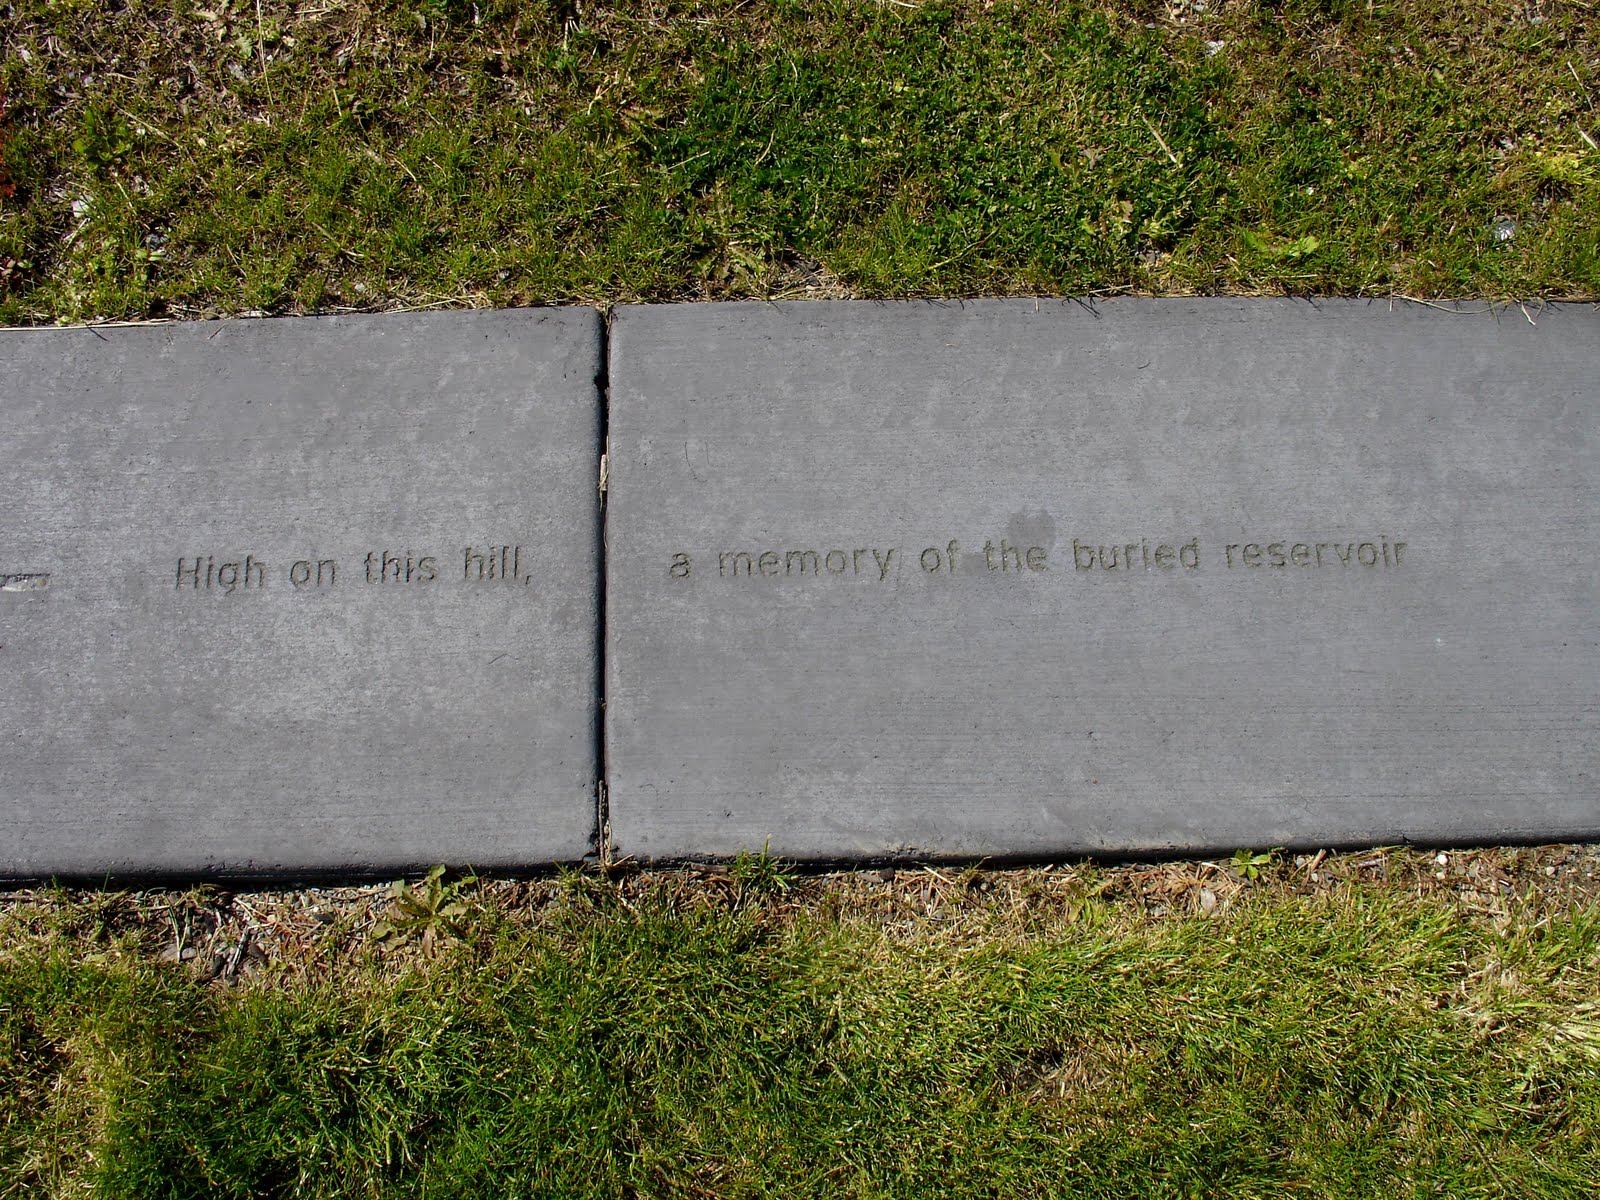 High on this hill, a memory of the buried reservoir